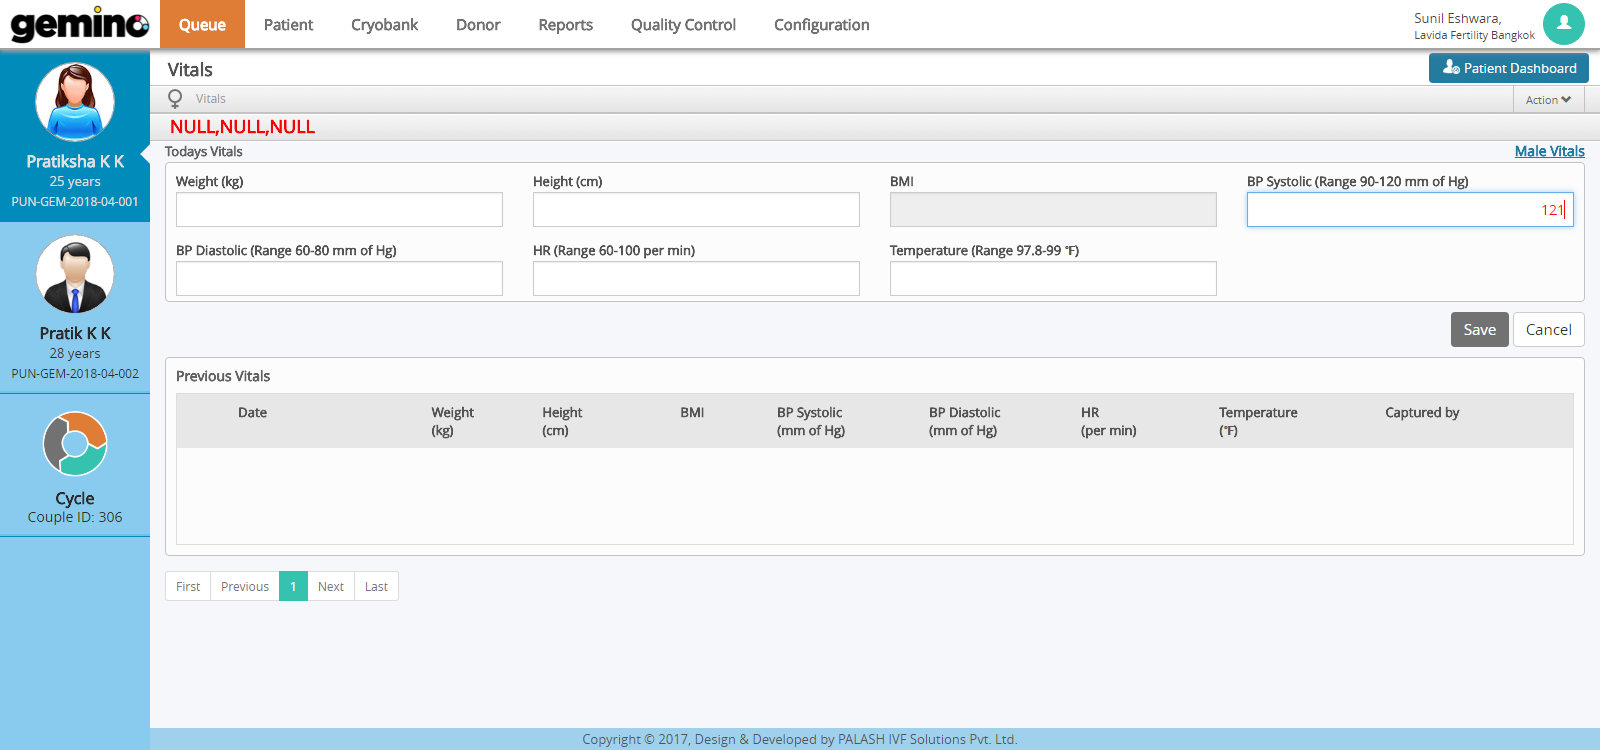 gemino Queue Patient Cryobank Donor Reports Quality Control Configuration
Sunil Eshwara,
Lavida Fertility Bangkok
Pratiksha K K
25 years
PUN-GEM-2018-04-001
Pratik K K
28 years
PUN-GEM-2018-04-002
Cycle
Couple ID: 306
Vitals Patient Dashboard
Vitals Action
NULL,NULL,NULL
Todays Vitals Male Vitals
Weight (kg) Height (cm) BMI BP Systolic (Range 90-120 mm of Hg)
121
BP Diastolic (Range 60-80 mm of Hg) HR (Range 60-100 per min) Temperature (Range 97.8-99 °F)
Save Cancel
Previous Vitals
Date Weight Height BMI BP Systolic BP Diastolic HR Temperature Captured by
(kg) (cm) (mm of Hg) (mm of Hg) (per min) (°F)
First Previous 1 Next Last
Copyright © 2017, Design & Developed by PALASH IVF Solutions Pvt. Ltd.